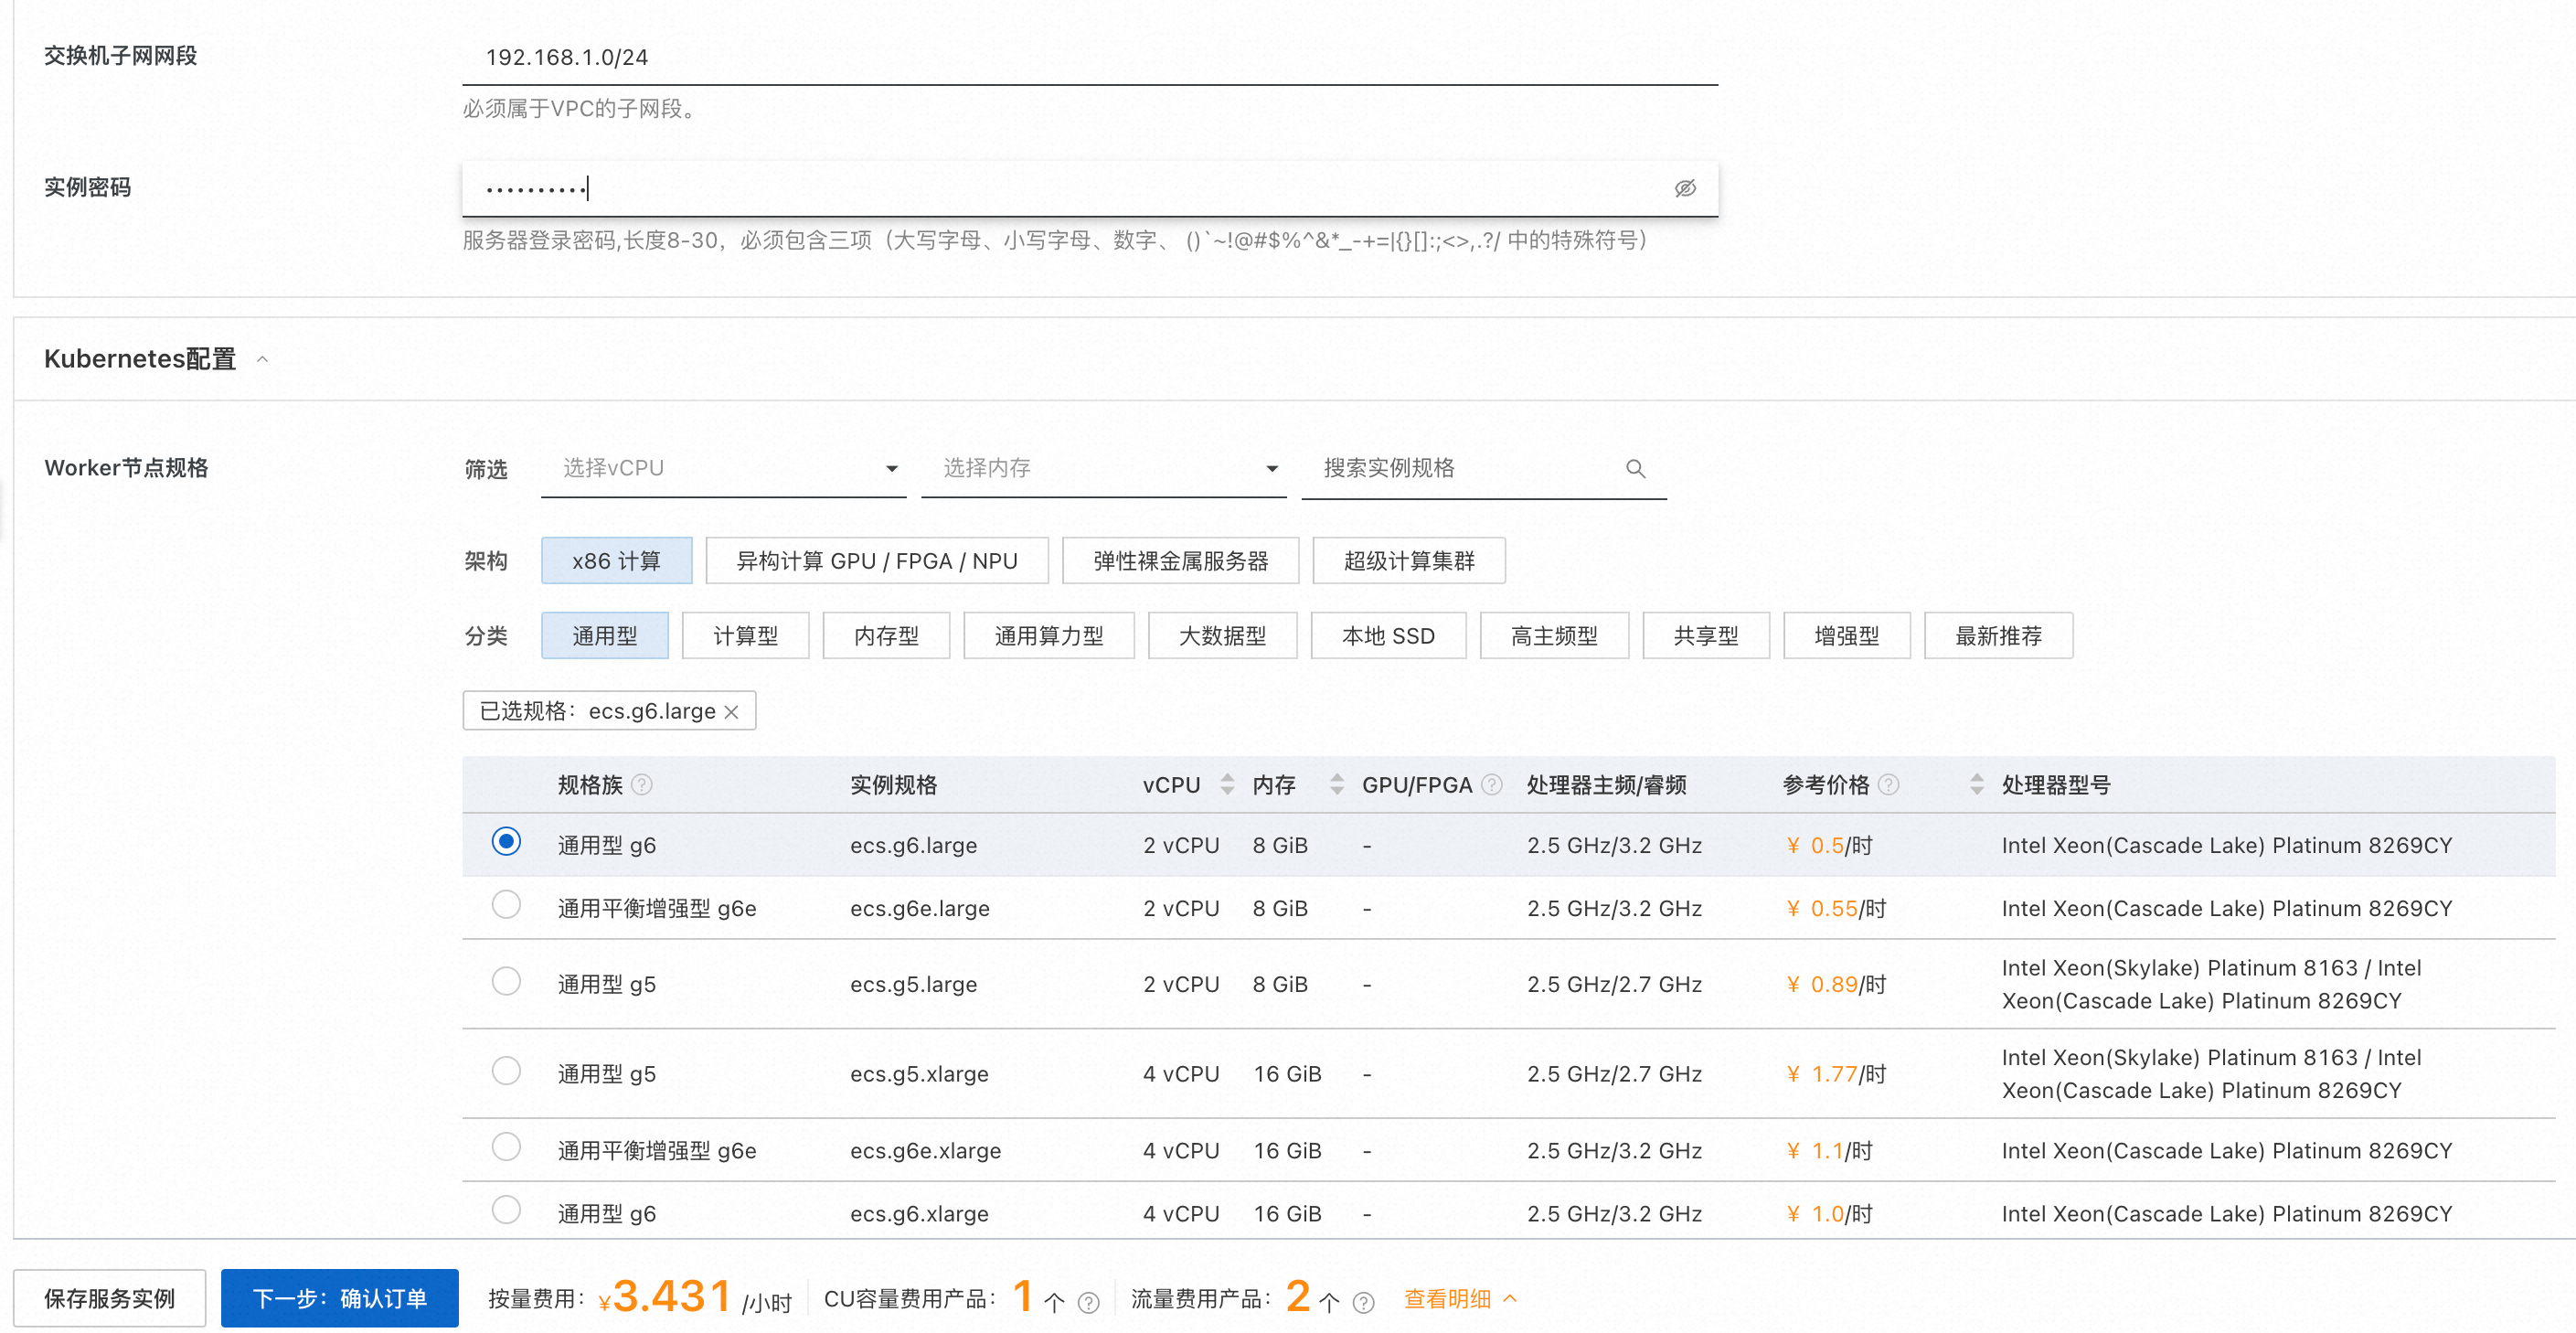 交换机子网网段
192.168.1.0/24
必须属于VPC的子网段。
实例密码
服务器登录密码,长度8-30，必须包含三项（大写字母、小写字母、数字、 ()`~!@#$%^&*_-+=|{}[]:;<>,.?/ 中的特殊符号）
Kubernetes配置
Worker节点规格
筛选 选择vCPU 选择内存 搜索实例规格
架构 x86 计算 异构计算 GPU / FPGA / NPU 弹性裸金属服务器 超级计算集群
分类 通用型 计算型 内存型 通用算力型 大数据型 本地 SSD 高主频型 共享型 增强型 最新推荐
已选规格：ecs.g6.large
规格族 实例规格 vCPU 内存 GPU/FPGA 处理器主频/睿频 参考价格 处理器型号
通用型 g6 ecs.g6.large 2 vCPU 8 GiB - 2.5 GHz/3.2 GHz ¥ 0.5/时 Intel Xeon(Cascade Lake) Platinum 8269CY
通用平衡增强型 g6e ecs.g6e.large 2 vCPU 8 GiB - 2.5 GHz/3.2 GHz ¥ 0.55/时 Intel Xeon(Cascade Lake) Platinum 8269CY
通用型 g5 ecs.g5.large 2 vCPU 8 GiB - 2.5 GHz/2.7 GHz ¥ 0.89/时 Intel Xeon(Skylake) Platinum 8163 / Intel
Xeon(Cascade Lake) Platinum 8269CY
通用型 g5 ecs.g5.xlarge 4 vCPU 16 GiB - 2.5 GHz/2.7 GHz ¥ 1.77/时 Intel Xeon(Skylake) Platinum 8163 / Intel
Xeon(Cascade Lake) Platinum 8269CY
通用平衡增强型 g6e ecs.g6e.xlarge 4 vCPU 16 GiB - 2.5 GHz/3.2 GHz ¥ 1.1/时 Intel Xeon(Cascade Lake) Platinum 8269CY
通用型 g6 ecs.g6.xlarge 4 vCPU 16 GiB - 2.5 GHz/3.2 GHz ¥ 1.0/时 Intel Xeon(Cascade Lake) Platinum 8269CY
保存服务实例 下一步：确认订单 按量费用：¥3.431 /小时 CU容量费用产品：1 个 流量费用产品：2 个 查看明细